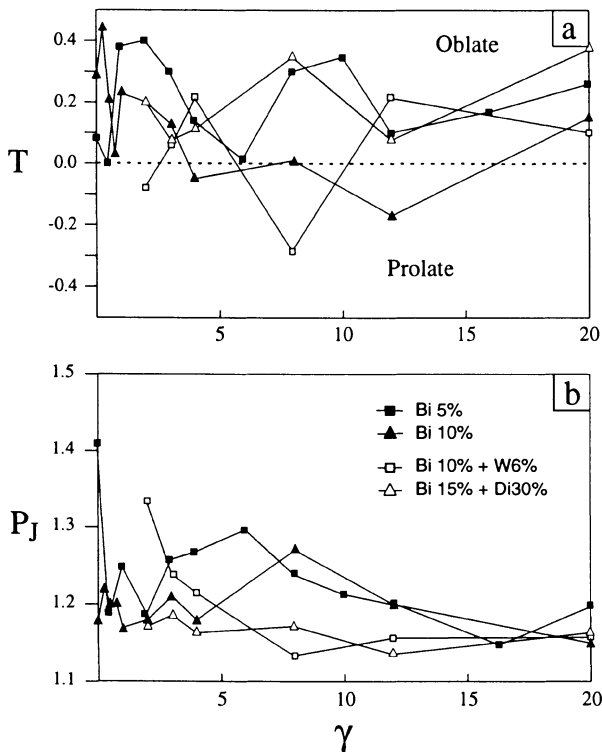 a
0.4
Oblate
0.2
T
0.0
-0.2
Prolate
-0.4
5
10
15
20
b
1.5
Bi 5%
Bi 10%
1.4
Bi 10% + W6%
Bi 15% + Di30%
PJ
1.3
1.2
1.1
5
10
15
20
γ